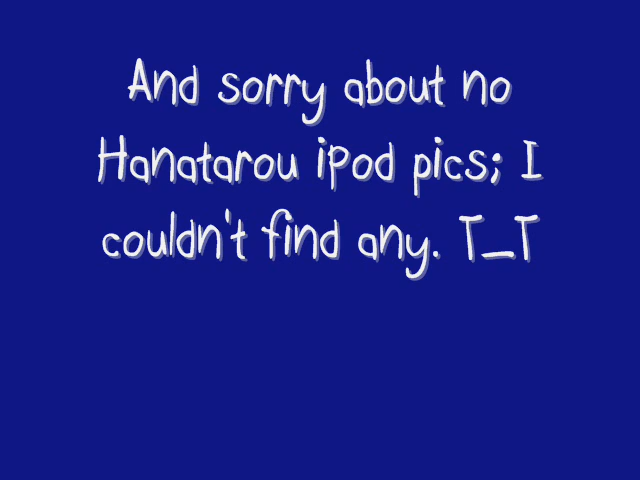 And sorry about no
Hanatarou ipod pics; I
couldn't find any. T_T